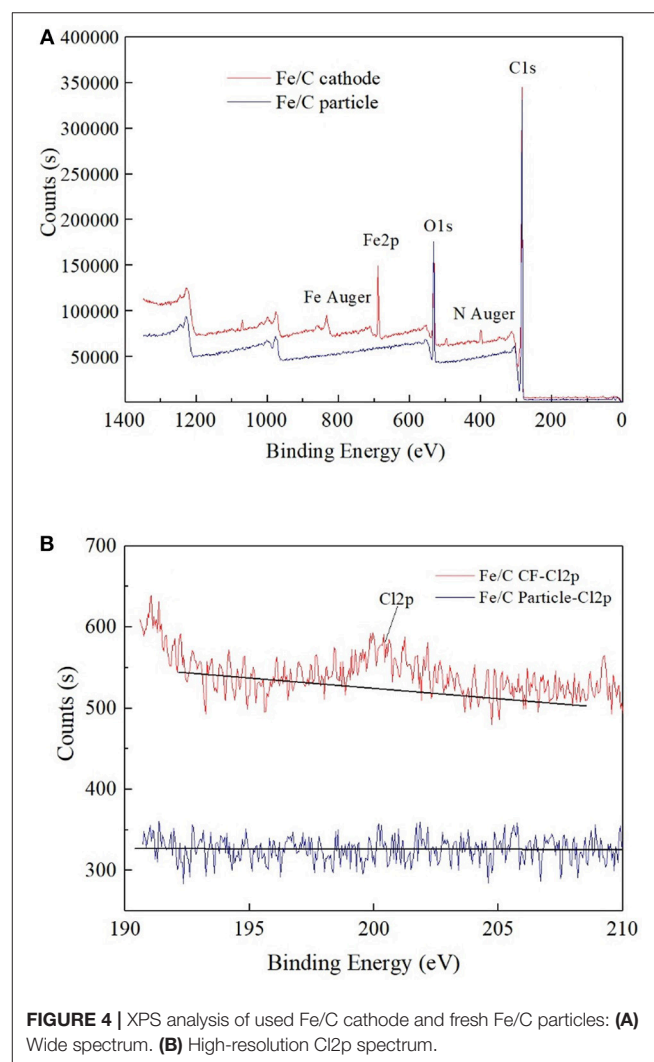 A
400000
350000
300000
250000
200000
150000
100000
50000
Counts (s)
Fe/C cathode
Fe/C particle
C1s
O1s
Fe2p
Fe Auger
N Auger
1400 1200 1000 800 600 400 200 0
Binding Energy (eV)
B
700
600
500
400
300
Counts (s)
Fe/C CF-Cl2p
Fe/C Particle-Cl2p
Cl2p
190 195 200 205 210
Binding Energy (eV)
FIGURE 4 | XPS analysis of used Fe/C cathode and fresh Fe/C particles: (A)
Wide spectrum. (B) High-resolution Cl2p spectrum.